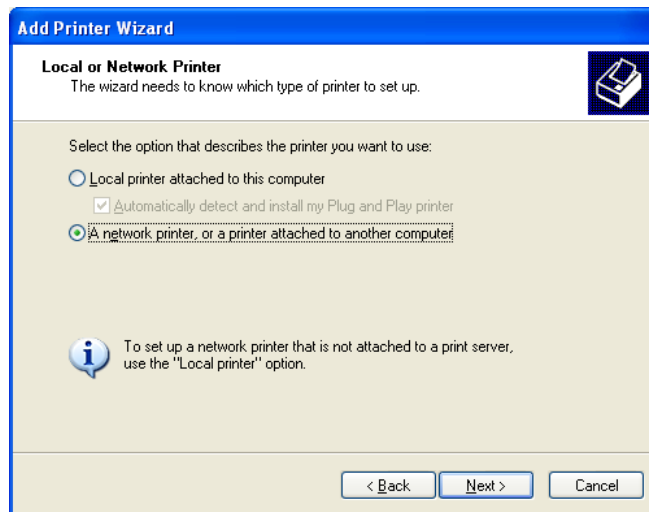 Add Printer Wizard
Local or Network Printer
The wizard needs to know which type of printer to set up.
Select the option that describes the printer you want to use:
Local printer attached to this computer
Automatically detect and install my Plug and Play printer
A network printer, or a printer attached to another computer
To set up a network printer that is not attached to a print server,
use the "Local printer" option.
< Back Next > Cancel